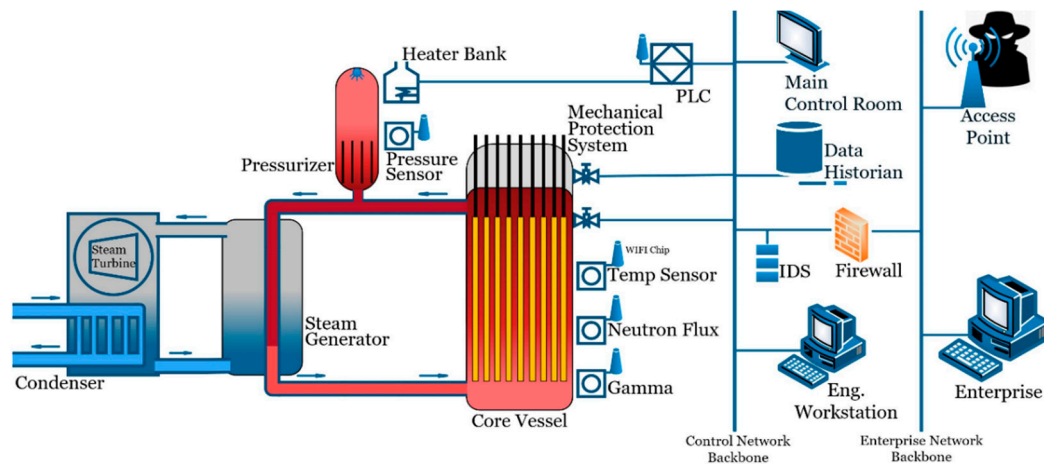 Heater Bank
PLC
Main
Control Room
Access
Point
Mechanical
Protection
System
Pressurizer
Pressure
Sensor
Data
Historian
Steam
Turbine
WIFI Chip
Temp Sensor
IDS
Firewall
Steam
Generator
Neutron Flux
Condenser
Gamma
Eng.
Workstation
Enterprise
Core Vessel
Control Network
Backbone
Enterprise Network
Backbone